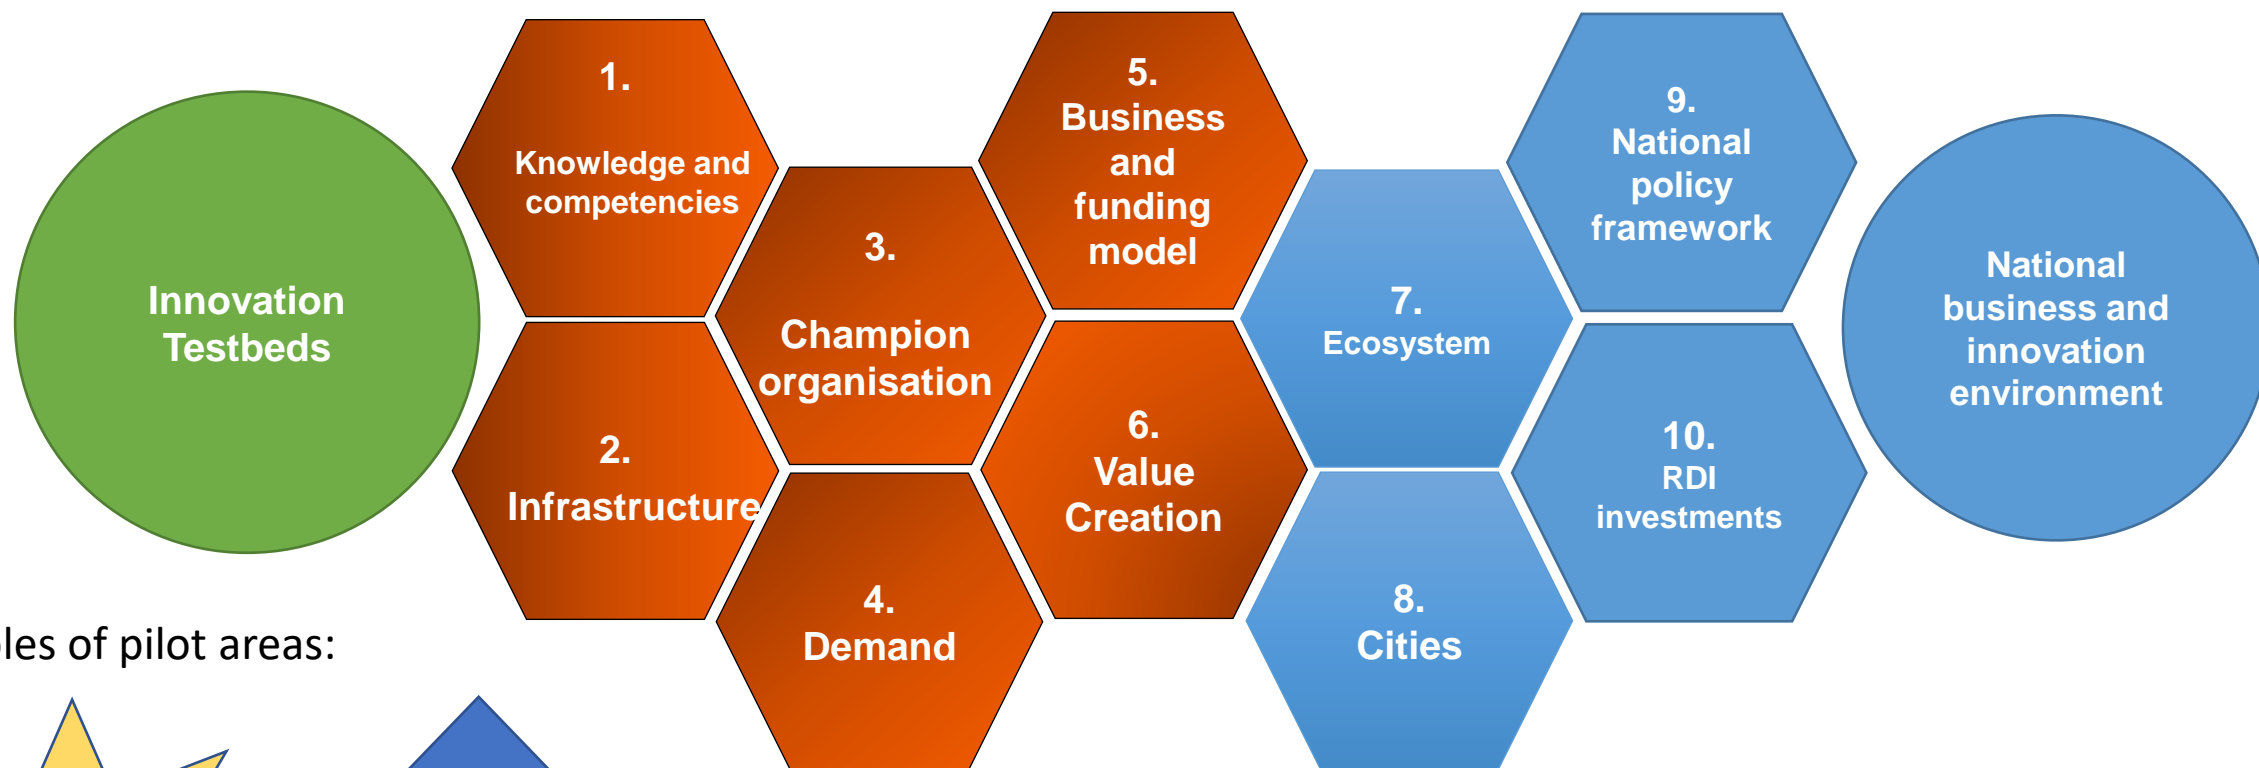 Innovation
Testbeds
1.
Knowledge and
competencies
2.
Infrastructure
3.
Champion
organisation
4.
Demand
5.
Business
and
funding
model
6.
Value
Creation
7.
Ecosystem
8.
Cities
9.
National
policy
framework
10.
RDI
investments
National
business and
innovation
environment
of pilot areas: